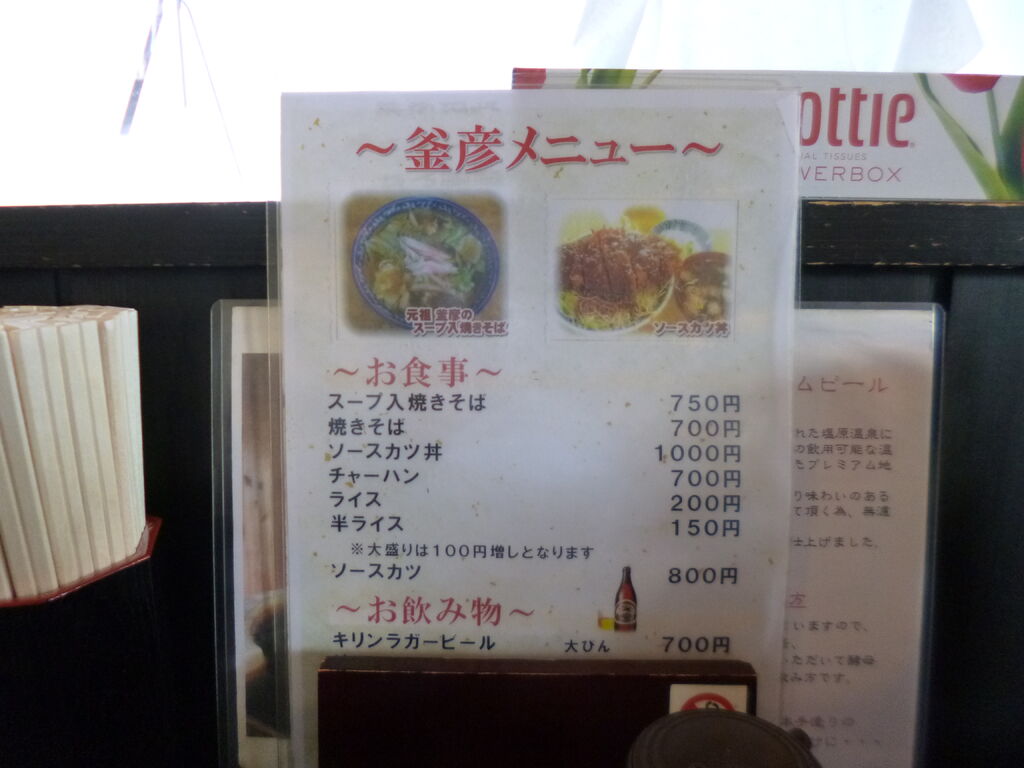 ～釜彦メニュー～
元祖 釜彦の
スープ入焼きそば
ソースカツ丼
～お食事～
スープ入焼きそば 750円
焼きそば 700円
ソースカツ丼 1000円
チャーハン 700円
ライス 200円
半ライス 150円
※大盛りは100円増しとなります
ソースカツ 800円
～お飲み物～
キリンラガービール 大びん 700円
ottie
TISSUES
WERBOX
ムビール
れた塩原温泉に
の飲用可能な温
たプレミアム地
り味わいのある
て頂く為、無濾
仕上げました。
方
いますので、
ただいて酵母
み方です。